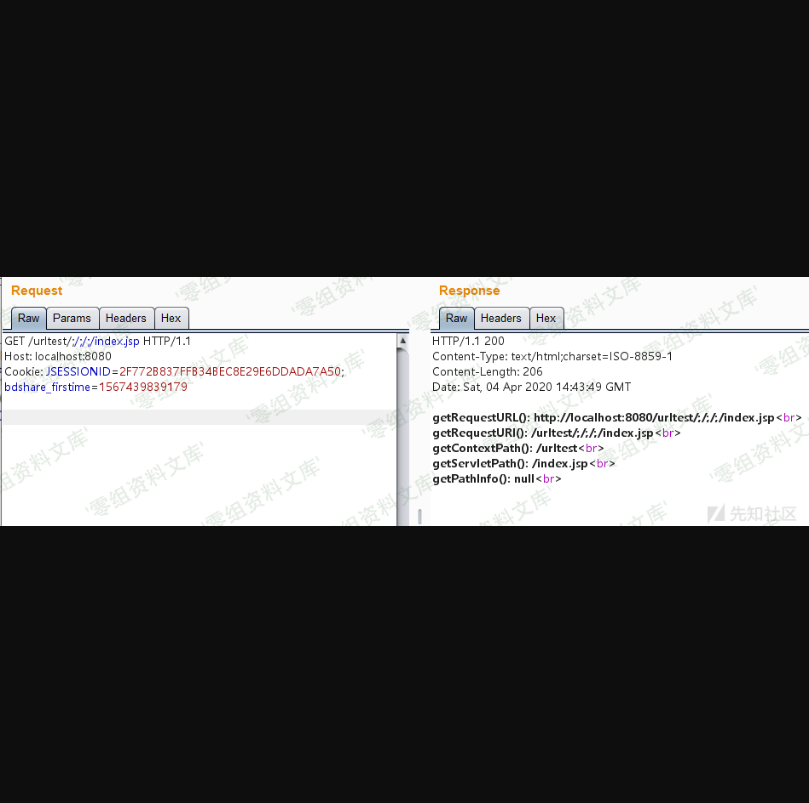 Request
Response
Raw Params Headers Hex
Raw Headers Hex
GET /urltest/;/;/;/index.jsp HTTP/1.1
Host: localhost:8080
Cookie: JSESSIONID=2F772B837FFB34BEC8E29E6DDADA7A50;
bdshare_firstime=1567439839179
HTTP/1.1 200
Content-Type: text/html;charset=ISO-8859-1
Content-Length: 206
Date: Sat, 04 Apr 2020 14:43:49 GMT
getRequestURL(): http://localhost:8080/urltest/;/;/;/index.jsp<br>
getRequestURI(): /urltest/;/;/;/index.jsp<br>
getContextPath(): /urltest<br>
getServletPath(): /index.jsp<br>
getPathInfo(): null<br>
'零组资料文库'
先知社区